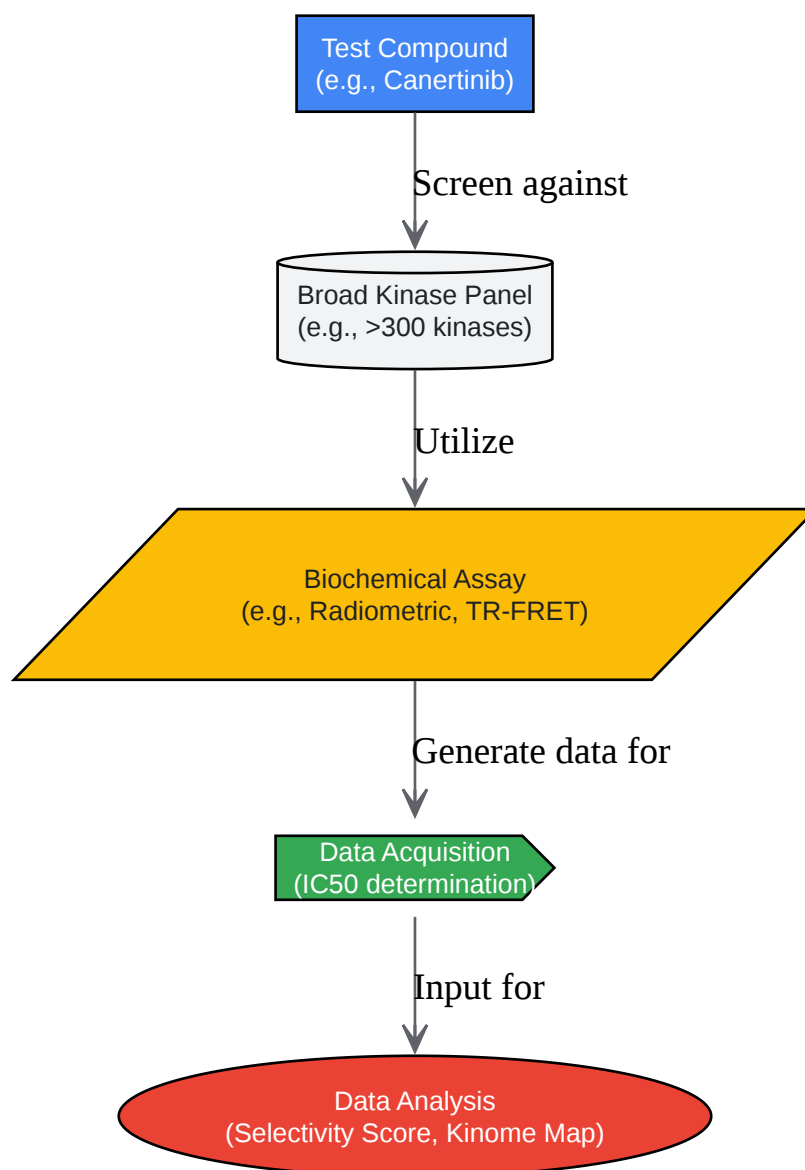 Test Compound
(e.g., Canertinib)
Screen against
Broad Kinase Panel
(e.g., >300 kinases)
Utilize
Biochemical Assay
(e.g., Radiometric, TR-FRET)
Generate data for
Data Acquisition
(IC50 determination)
Input for
Data Analysis
(Selectivity Score, Kinome Map)